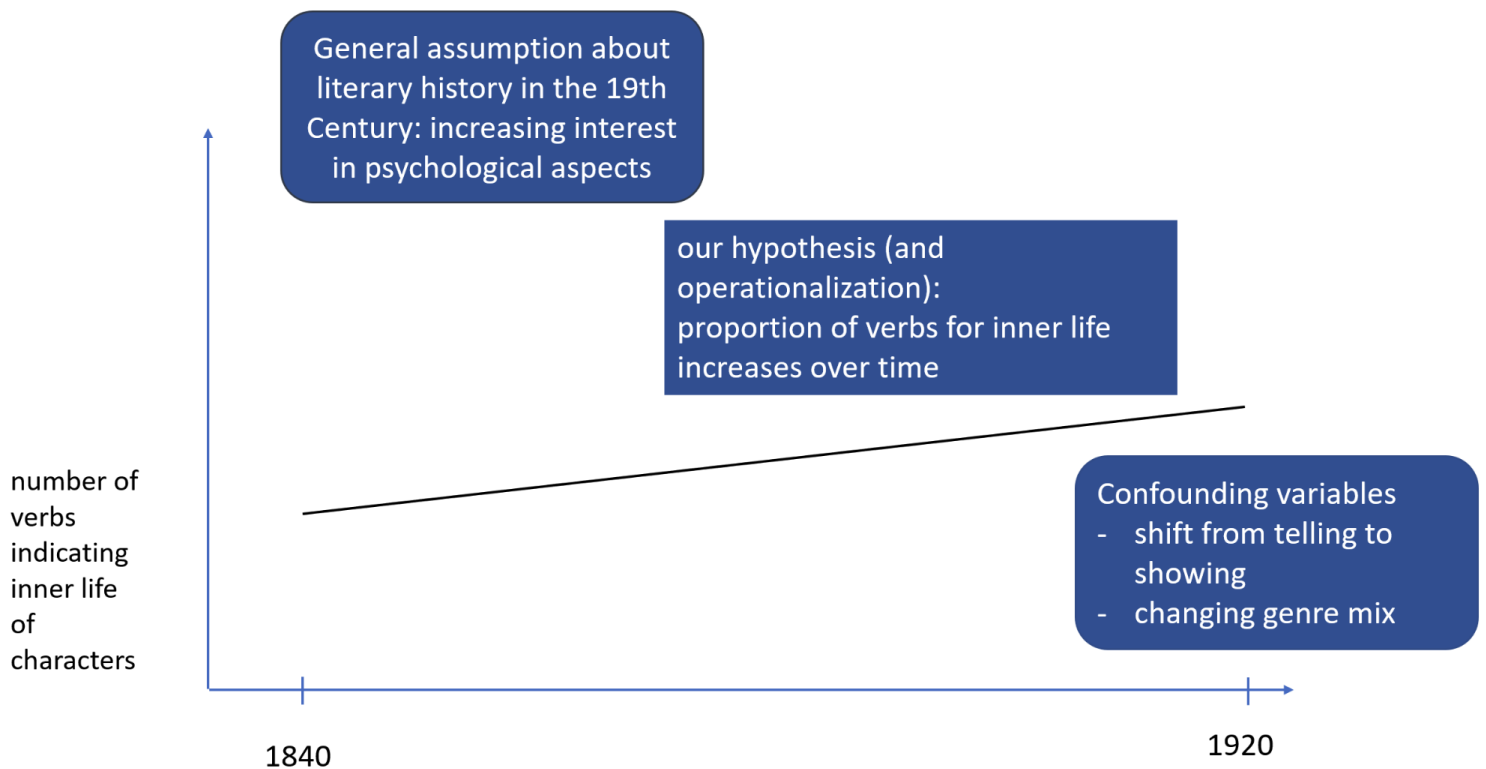 General assumption about
literary history in the 19th
Century: increasing interest
in psychological aspects
our hypothesis (and
operationalization):
proportion of verbs for inner life
increases over time
number of
verbs
indicating
inner life
of
characters
Confounding variables
- shift from telling to
showing
- changing genre mix
1840
1920